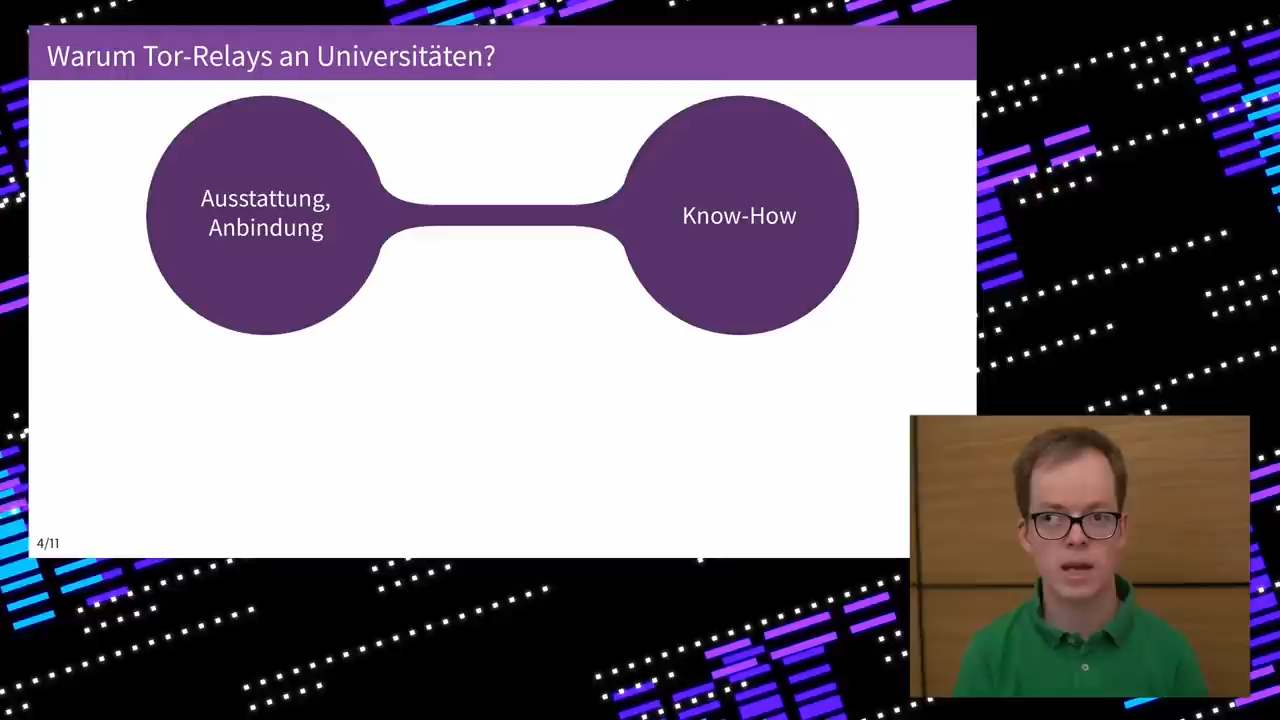 Warum Tor-Relays an Universitäten?
Ausstattung,
Anbindung
Know-How
4/11